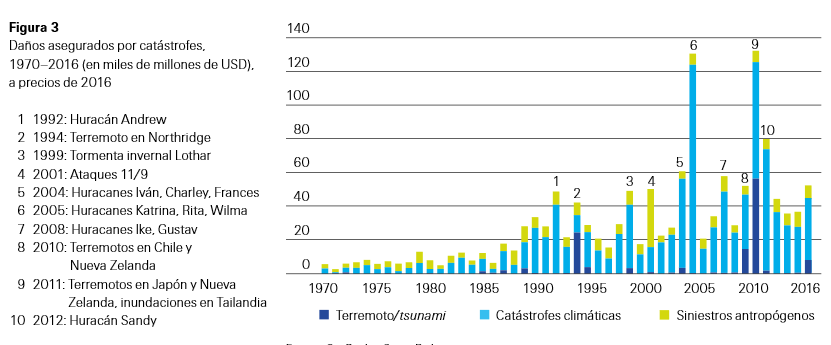 Figura 3
Daños asegurados por catástrofes,
1970–2016 (en miles de millones de USD),
a precios de 2016
1 1992: Huracán Andrew
2 1994: Terremoto en Northridge
3 1999: Tormenta invernal Lothar
4 2001: Ataques 11/9
5 2004: Huracanes Iván, Charley, Frances
6 2005: Huracanes Katrina, Rita, Wilma
7 2008: Huracanes Ike, Gustav
8 2010: Terremotos en Chile y
Nueva Zelanda
9 2011: Terremotos en Japón y Nueva
Zelanda, inundaciones en Tailandia
10 2012: Huracán Sandy
140
120
100
80
60
40
20
0
1 2 3 4 5 6 7 8 9 10
1970 1975 1980 1985 1990 1995 2000 2005 2010 2016
Terremoto/tsunami Catástrofes climáticas Siniestros antropógenos